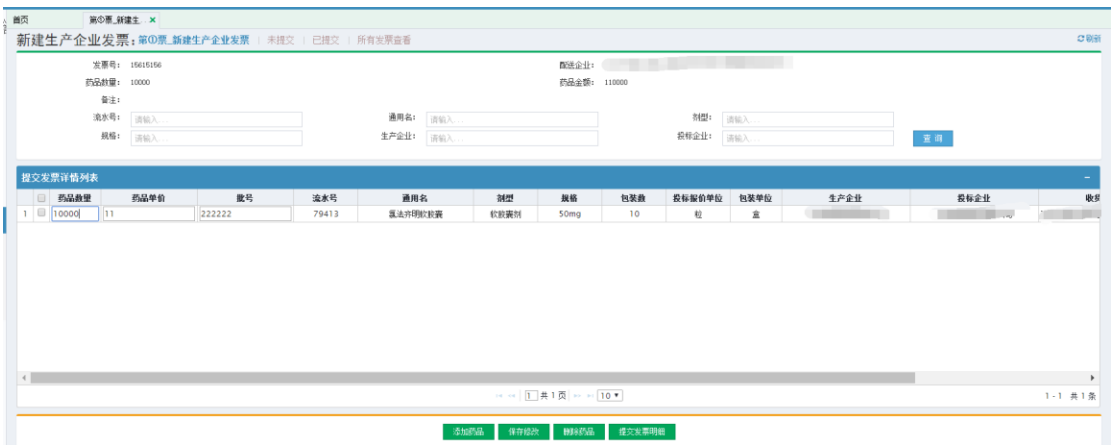 首页 第①票_新建生... ×
新建生产企业发票: 第①票_新建生产企业发票 | 未提交 | 已提交 | 所有发票查看 刷新
发票号: 15615156 配送企业:
药品数量: 10000 药品金额: 110000
备注:
流水号: 请输入... 通用名: 请输入... 剂型: 请输入...
规格: 请输入... 生产企业: 请输入... 投标企业: 请输入... 查 询
提交发票详情列表
药品数量 药品单价 批号 流水号 通用名 剂型 规格 包装数 投标报价单位 包装单位 生产企业 投标企业 收货
1 10000 11 222222 79413 氯法齐明软胶囊 软胶囊剂 50mg 10 粒 盒
1 共 1 页 10
1 - 1 共 1 条
添加药品 保存修改 删除药品 提交发票明细